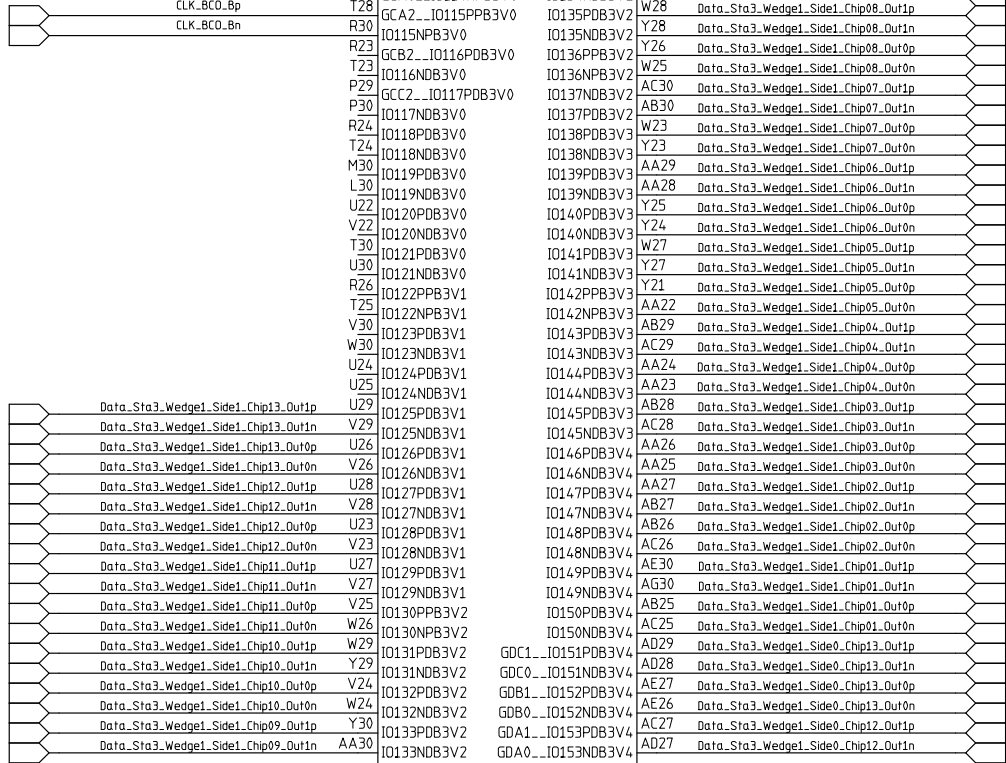 CLK_BCO_Bp T28 GCA2__IO115PPB3V0 IO135PDB3V2 W28 Data_Sta3_Wedge1_Side1_Chip08_Out1p
CLK_BCO_Bn R30 IO115NPB3V0 IO135NDB3V2 Y28 Data_Sta3_Wedge1_Side1_Chip08_Out1n
R23 GCB2__IO116PDB3V0 IO136PPB3V2 Y26 Data_Sta3_Wedge1_Side1_Chip08_Out0p
T23 IO116NDB3V0 IO136NPB3V2 W25 Data_Sta3_Wedge1_Side1_Chip08_Out0n
P29 GCC2__IO117PDB3V0 IO137NDB3V2 AC30 Data_Sta3_Wedge1_Side1_Chip07_Out1p
P30 IO117NDB3V0 IO137PDB3V2 AB30 Data_Sta3_Wedge1_Side1_Chip07_Out1n
R24 IO118PDB3V0 IO138PDB3V3 W23 Data_Sta3_Wedge1_Side1_Chip07_Out0p
T24 IO118NDB3V0 IO138NDB3V3 Y23 Data_Sta3_Wedge1_Side1_Chip07_Out0n
M30 IO119PDB3V0 IO139PDB3V3 AA29 Data_Sta3_Wedge1_Side1_Chip06_Out1p
L30 IO119NDB3V0 IO139NDB3V3 AA28 Data_Sta3_Wedge1_Side1_Chip06_Out1n
U22 IO120PDB3V0 IO140PDB3V3 Y25 Data_Sta3_Wedge1_Side1_Chip06_Out0p
V22 IO120NDB3V0 IO140NDB3V3 Y24 Data_Sta3_Wedge1_Side1_Chip06_Out0n
T30 IO121PDB3V0 IO141PDB3V3 W27 Data_Sta3_Wedge1_Side1_Chip05_Out1p
U30 IO121NDB3V0 IO141NDB3V3 Y27 Data_Sta3_Wedge1_Side1_Chip05_Out1n
R26 IO122PPB3V1 IO142PPB3V3 Y21 Data_Sta3_Wedge1_Side1_Chip05_Out0p
T25 IO122NPB3V1 IO142NPB3V3 AA22 Data_Sta3_Wedge1_Side1_Chip05_Out0n
V30 IO123PDB3V1 IO143PDB3V3 AB29 Data_Sta3_Wedge1_Side1_Chip04_Out1p
W30 IO123NDB3V1 IO143NDB3V3 AC29 Data_Sta3_Wedge1_Side1_Chip04_Out1n
U24 IO124PDB3V1 IO144PDB3V3 AA24 Data_Sta3_Wedge1_Side1_Chip04_Out0p
U25 IO124NDB3V1 IO144NDB3V3 AA23 Data_Sta3_Wedge1_Side1_Chip04_Out0n
Data_Sta3_Wedge1_Side1_Chip13_Out1p U29 IO125PDB3V1 IO145PDB3V3 AB28 Data_Sta3_Wedge1_Side1_Chip03_Out1p
Data_Sta3_Wedge1_Side1_Chip13_Out1n V29 IO125NDB3V1 IO145NDB3V3 AC28 Data_Sta3_Wedge1_Side1_Chip03_Out1n
Data_Sta3_Wedge1_Side1_Chip13_Out0p U26 IO126PDB3V1 IO146PDB3V4 AA26 Data_Sta3_Wedge1_Side1_Chip03_Out0p
Data_Sta3_Wedge1_Side1_Chip13_Out0n V26 IO126NDB3V1 IO146NDB3V4 AA25 Data_Sta3_Wedge1_Side1_Chip03_Out0n
Data_Sta3_Wedge1_Side1_Chip12_Out1p U28 IO127PDB3V1 IO147PDB3V4 AA27 Data_Sta3_Wedge1_Side1_Chip02_Out1p
Data_Sta3_Wedge1_Side1_Chip12_Out1n V28 IO127NDB3V1 IO147NDB3V4 AB27 Data_Sta3_Wedge1_Side1_Chip02_Out1n
Data_Sta3_Wedge1_Side1_Chip12_Out0p U23 IO128PDB3V1 IO148PDB3V4 AB26 Data_Sta3_Wedge1_Side1_Chip02_Out0p
Data_Sta3_Wedge1_Side1_Chip12_Out0n V23 IO128NDB3V1 IO148NDB3V4 AC26 Data_Sta3_Wedge1_Side1_Chip02_Out0n
Data_Sta3_Wedge1_Side1_Chip11_Out1p U27 IO129PDB3V1 IO149PDB3V4 AE30 Data_Sta3_Wedge1_Side1_Chip01_Out1p
Data_Sta3_Wedge1_Side1_Chip11_Out1n V27 IO129NDB3V1 IO149NDB3V4 AG30 Data_Sta3_Wedge1_Side1_Chip01_Out1n
Data_Sta3_Wedge1_Side1_Chip11_Out0p V25 IO130PPB3V2 IO150PDB3V4 AB25 Data_Sta3_Wedge1_Side1_Chip01_Out0p
Data_Sta3_Wedge1_Side1_Chip11_Out0n W26 IO130NPB3V2 IO150NDB3V4 AC25 Data_Sta3_Wedge1_Side1_Chip01_Out0n
Data_Sta3_Wedge1_Side1_Chip10_Out1p W29 IO131PDB3V2 GDC1__IO151PDB3V4 AD29 Data_Sta3_Wedge1_Side0_Chip13_Out1p
Data_Sta3_Wedge1_Side1_Chip10_Out1n Y29 IO131NDB3V2 GDC0__IO151NDB3V4 AD28 Data_Sta3_Wedge1_Side0_Chip13_Out1n
Data_Sta3_Wedge1_Side1_Chip10_Out0p V24 IO132PDB3V2 GDB1__IO152PDB3V4 AE27 Data_Sta3_Wedge1_Side0_Chip13_Out0p
Data_Sta3_Wedge1_Side1_Chip10_Out0n W24 IO132NDB3V2 GDB0__IO152NDB3V4 AE26 Data_Sta3_Wedge1_Side0_Chip13_Out0n
Data_Sta3_Wedge1_Side1_Chip09_Out1p Y30 IO133PDB3V2 GDA1__IO153PDB3V4 AC27 Data_Sta3_Wedge1_Side0_Chip12_Out1p
Data_Sta3_Wedge1_Side1_Chip09_Out1n AA30 IO133NDB3V2 GDA0__IO153NDB3V4 AD27 Data_Sta3_Wedge1_Side0_Chip12_Out1n